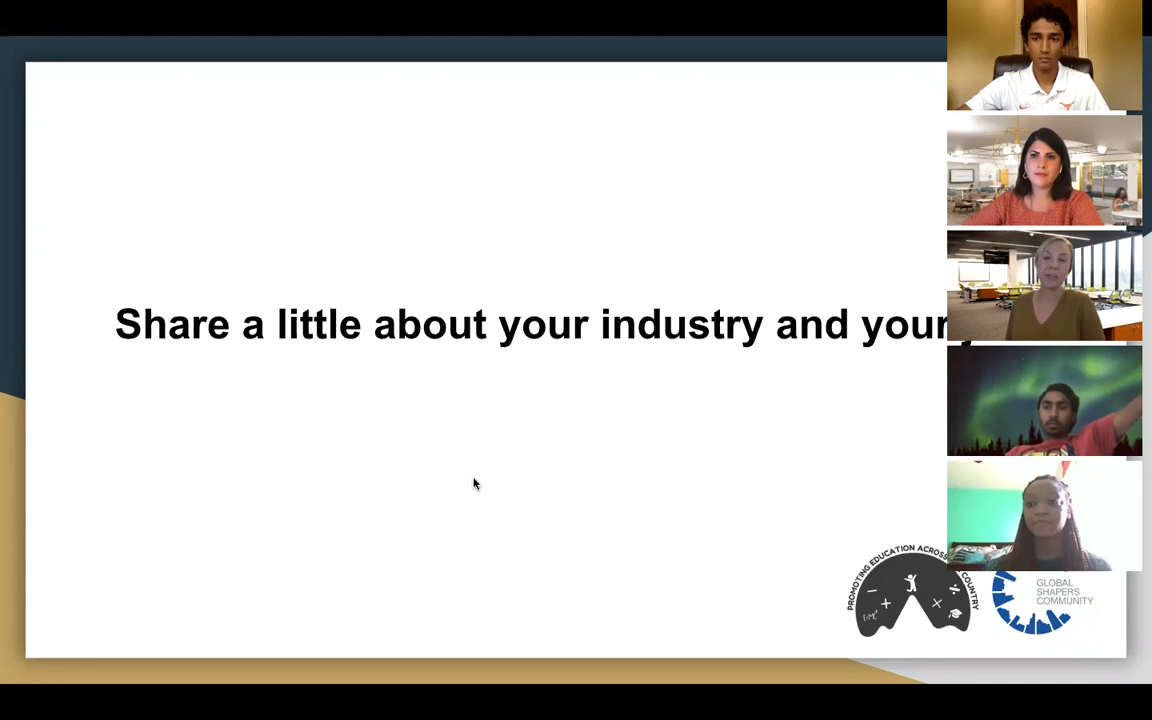 Share a little about your industry and your
PROMOTING EDUCATION ACROSS
COUNTRY
GLOBAL
SHAPERS
COMMUNITY